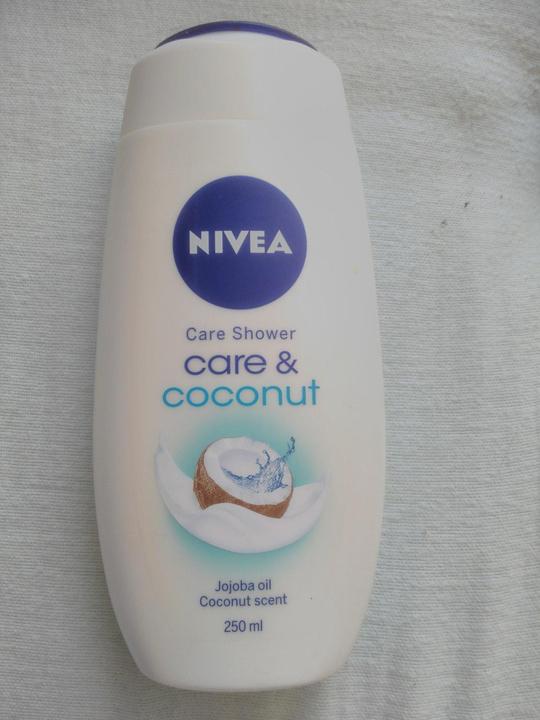 NIVEA
Care Shower
care &
coconut
Jojoba oil
Coconut scent
250 ml